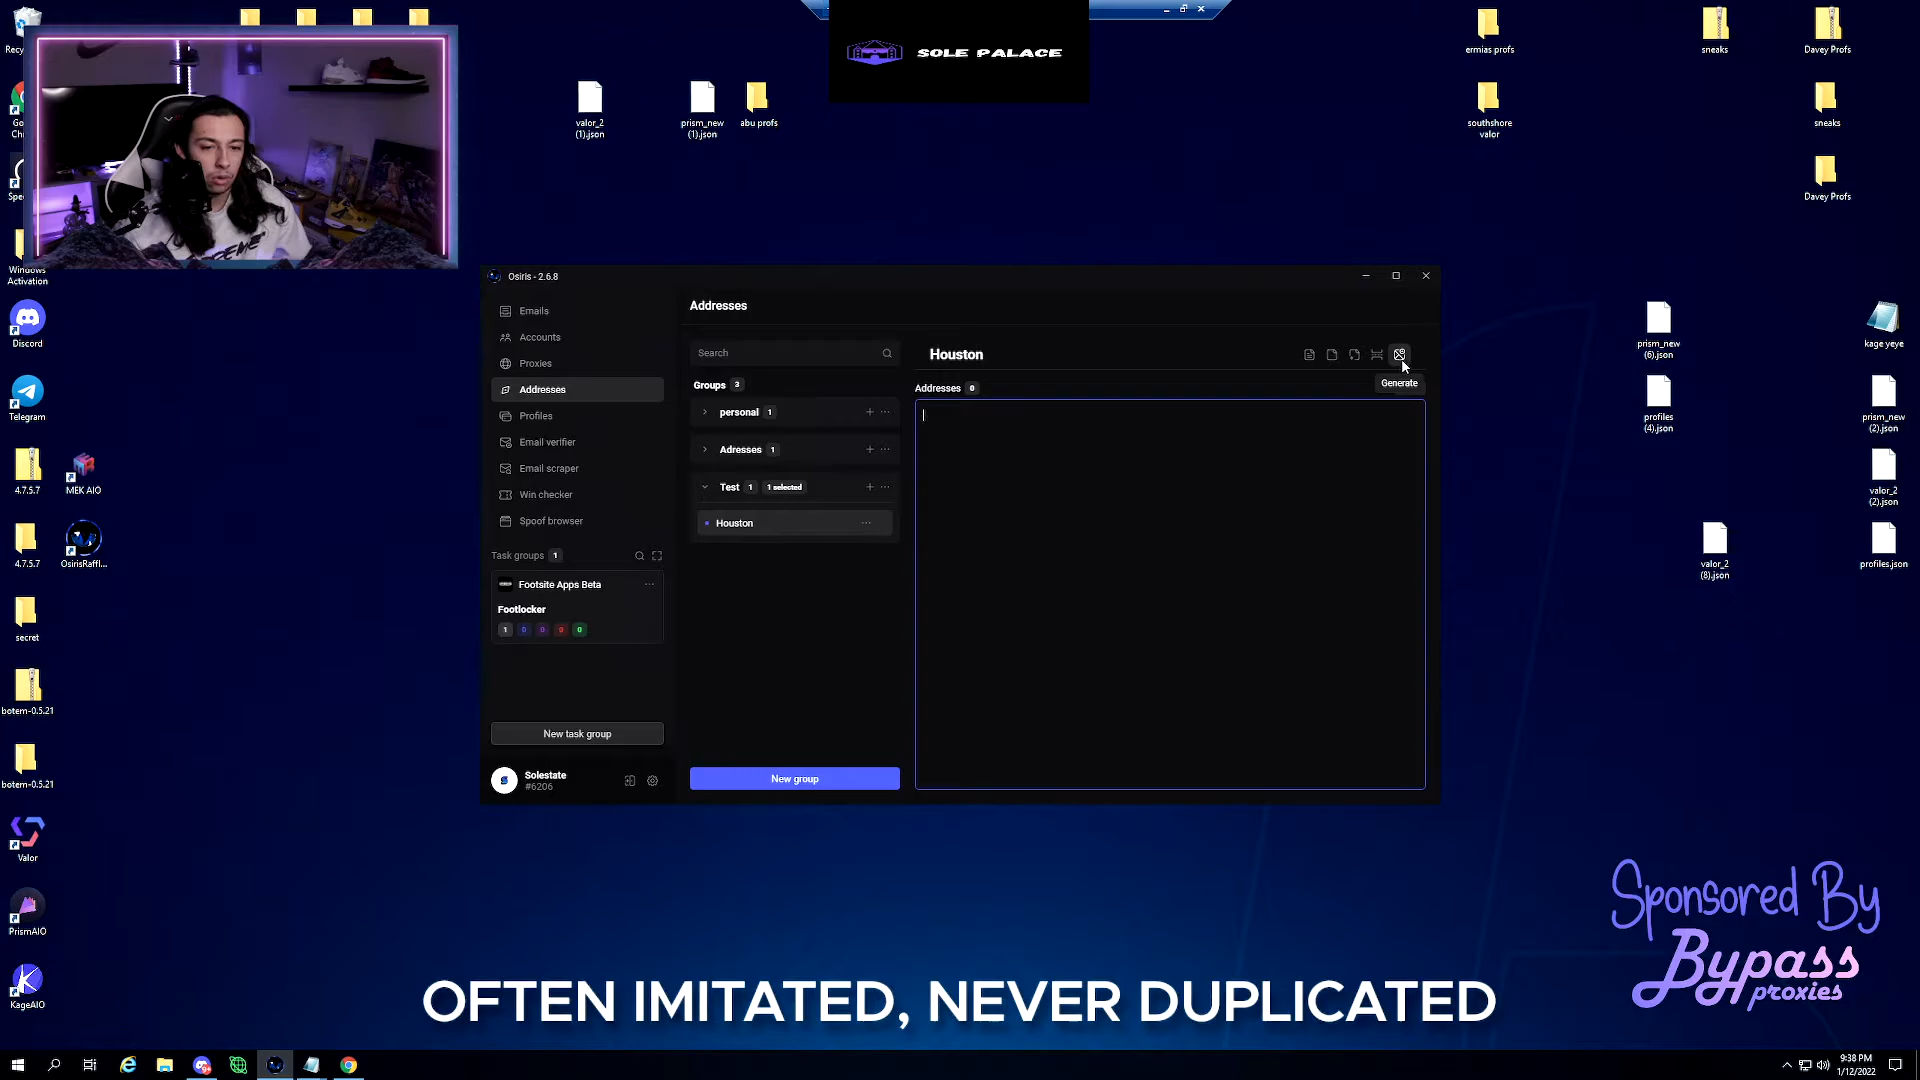 SOLE PALACE
valor_2
(1).json
prism_new
(1).json
abu profs
ermias profs
sneaks
Davey Profs
southshore
valor
sneaks
Davey Profs
Windows
Activation
Discord
Telegram
4.7.5.7
MEK AIO
4.7.5.7
OsirisRaffl...
secret
botem-0.5.21
botem-0.5.21
Valor
PrismAIO
KageAIO
prism_new
(6).json
kage yeye
profiles
(4).json
prism_new
(2).json
valor_2
(2).json
valor_2
(8).json
profiles.json
Osiris - 2.6.8
Emails
Accounts
Proxies
Addresses
Profiles
Email verifier
Email scraper
Win checker
Spoof browser
Task groups 1
Footsite Apps Beta
Footlocker
1 0 0 0 0
New task group
Solestate
#6206
Addresses
Search
Groups 3
personal 1
Adresses 1
Test 1 1 selected
Houston
New group
Houston
Addresses 0
Generate
Sponsored By
Bypass
proxies
OFTEN IMITATED, NEVER DUPLICATED
9:38 PM
1/12/2022